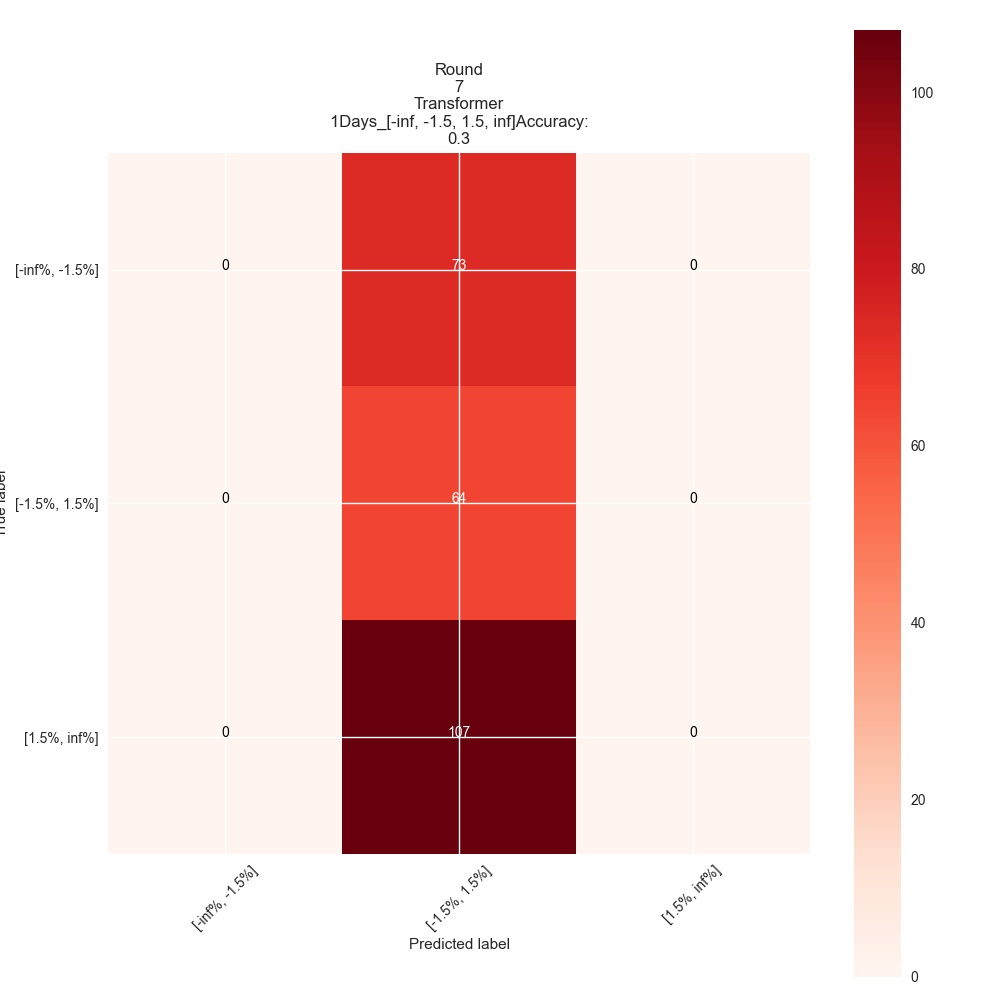 Round
7
Transformer
1Days_[-inf, -1.5, 1.5, inf]Accuracy:
0.3
100
80
60
40
20
0
[-inf%, -1.5%]
0 73 0
[-1.5%, 1.5%]
0 64 0
[1.5%, inf%]
0 107 0
[-inf%, -1.5%]
[-1.5%, 1.5%]
[1.5%, inf%]
Predicted label
label